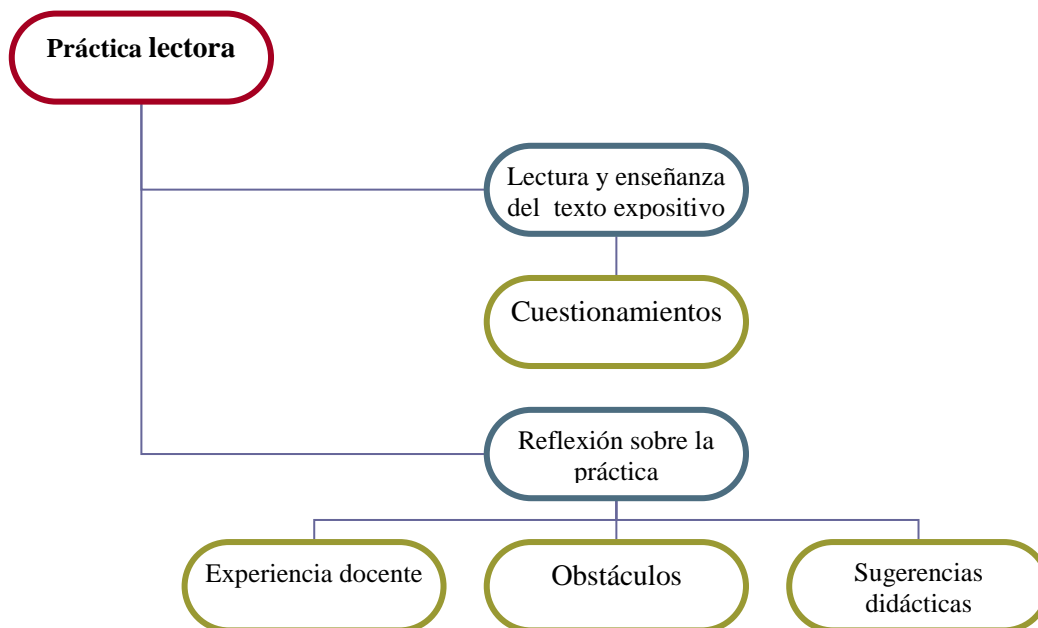 Práctica lectora
Lectura y enseñanza
del texto expositivo
Cuestionamientos
Reflexión sobre la
práctica
Experiencia docente
Obstáculos
Sugerencias
didácticas